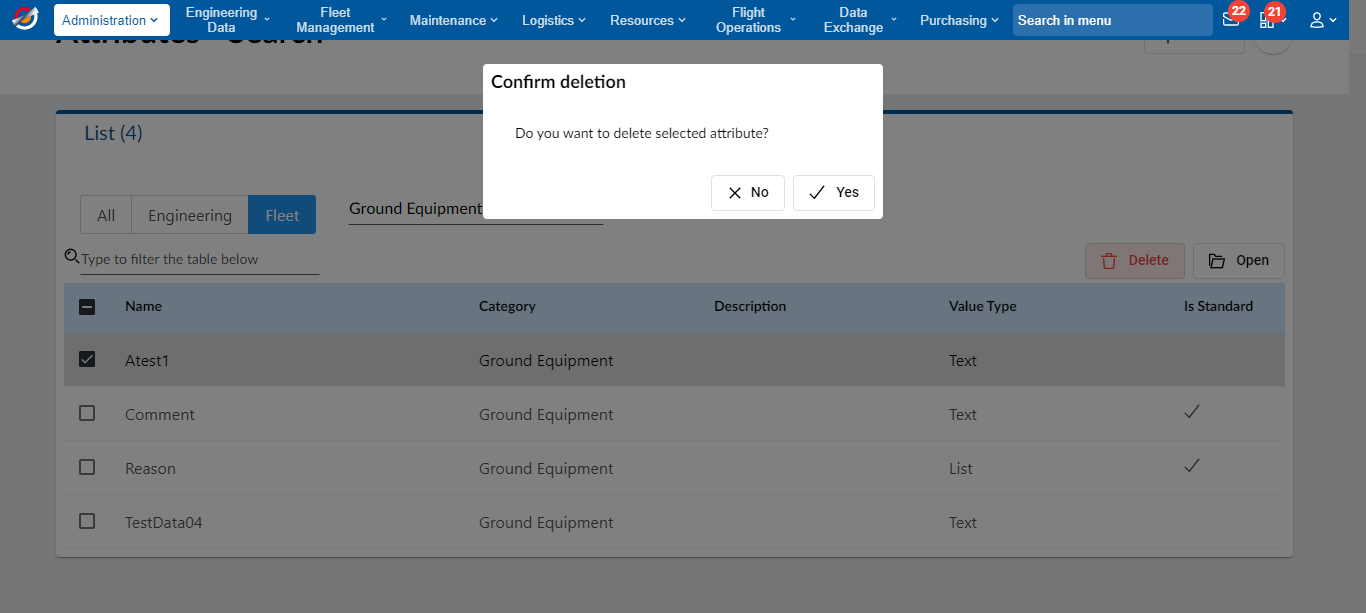 Administration
Engineering
Data
Fleet
Management
Maintenance
Logistics
Resources
Flight
Operations
Data
Exchange
Purchasing
Search in menu
22
21
Confirm deletion
Do you want to delete selected attribute?
No
Yes
List (4)
All
Engineering
Fleet
Ground Equipment
Type to filter the table below
Delete
Open
Name Category Description Value Type Is Standard
Atest1 Ground Equipment Text
Comment Ground Equipment Text
Reason Ground Equipment List
TestData04 Ground Equipment Text